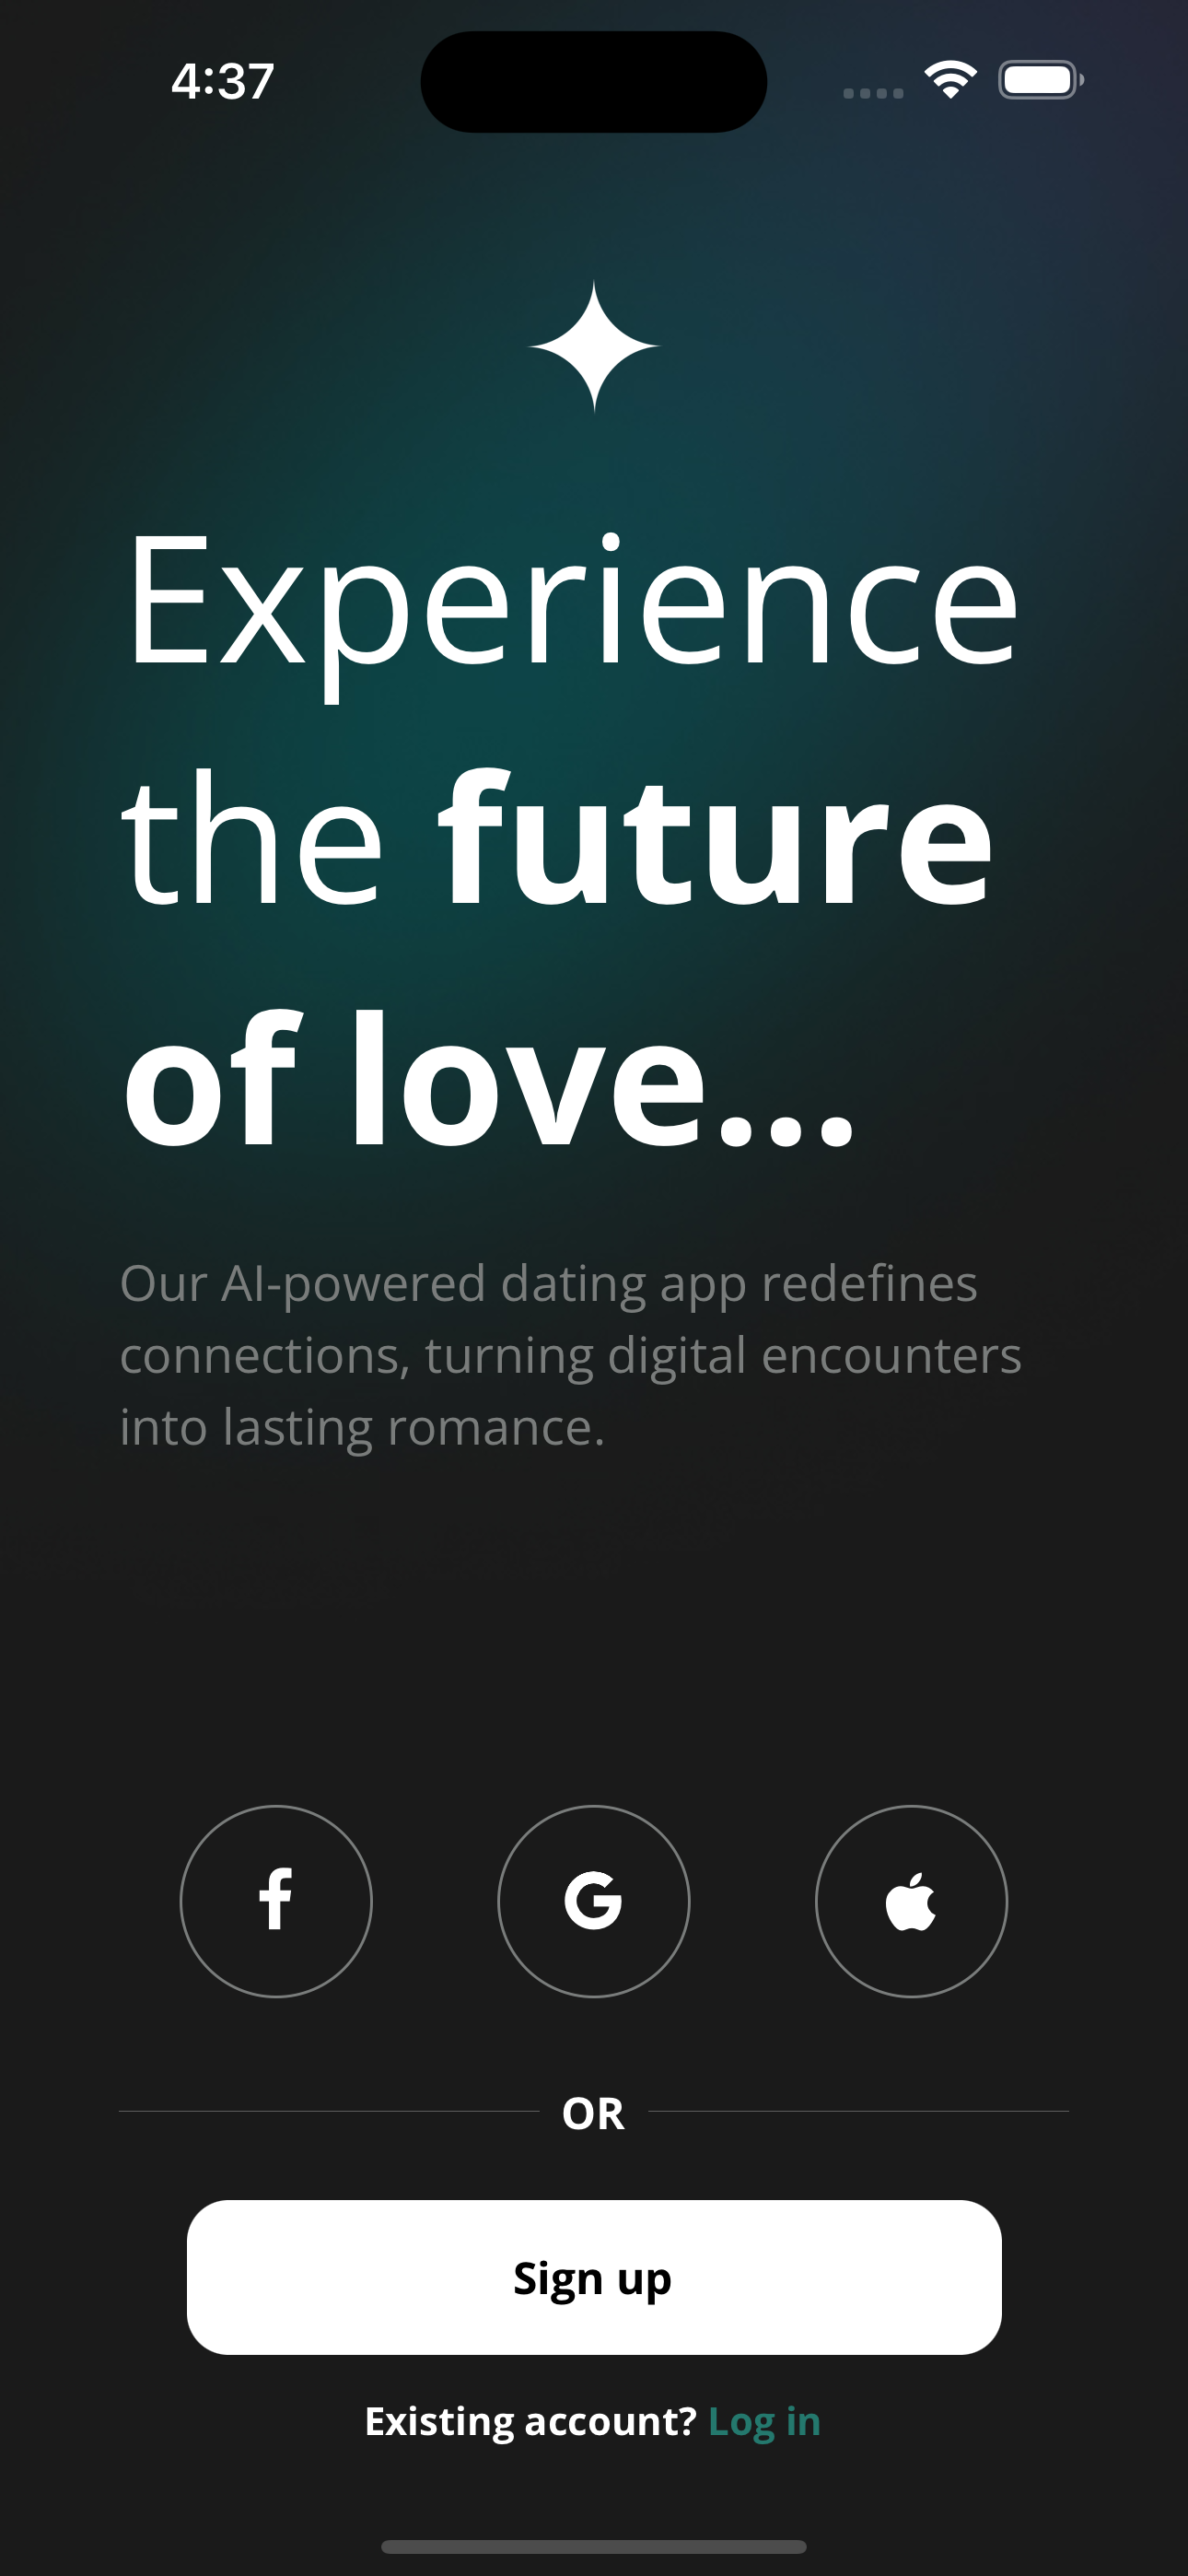 4:37
Experience
the future
of love...
Our AI-powered dating app redefines
connections, turning digital encounters
into lasting romance.
OR
Sign up
Existing account? Log in